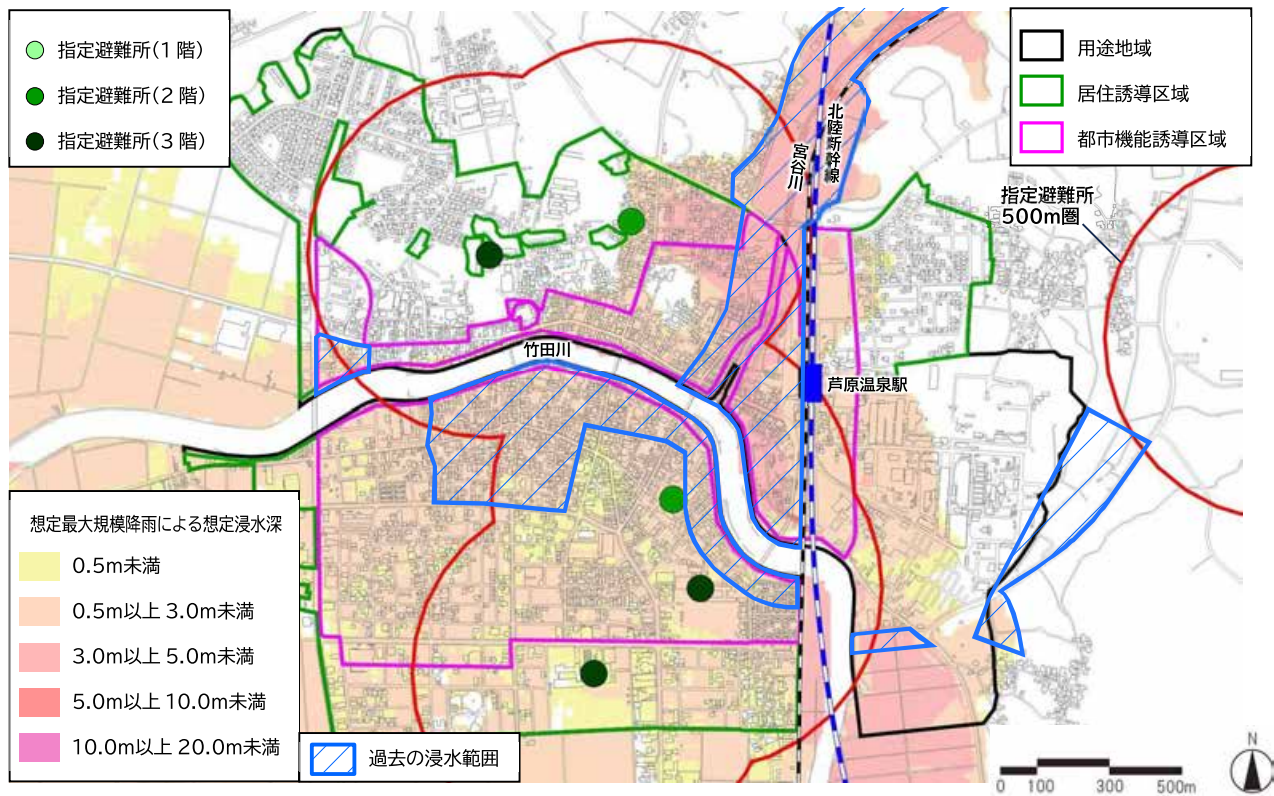 指定避難所(1階)
指定避難所(2階)
指定避難所(3階)
用途地域
居住誘導区域
都市機能誘導区域
北陸新幹線
宮谷川
指定避難所
500m圏
竹田川
芦原温泉駅
想定最大規模降雨による想定浸水深
0.5m未満
0.5m以上 3.0m未満
3.0m以上 5.0m未満
5.0m以上 10.0m未満
10.0m以上 20.0m未満
過去の浸水範囲
N
0 100 300 500m